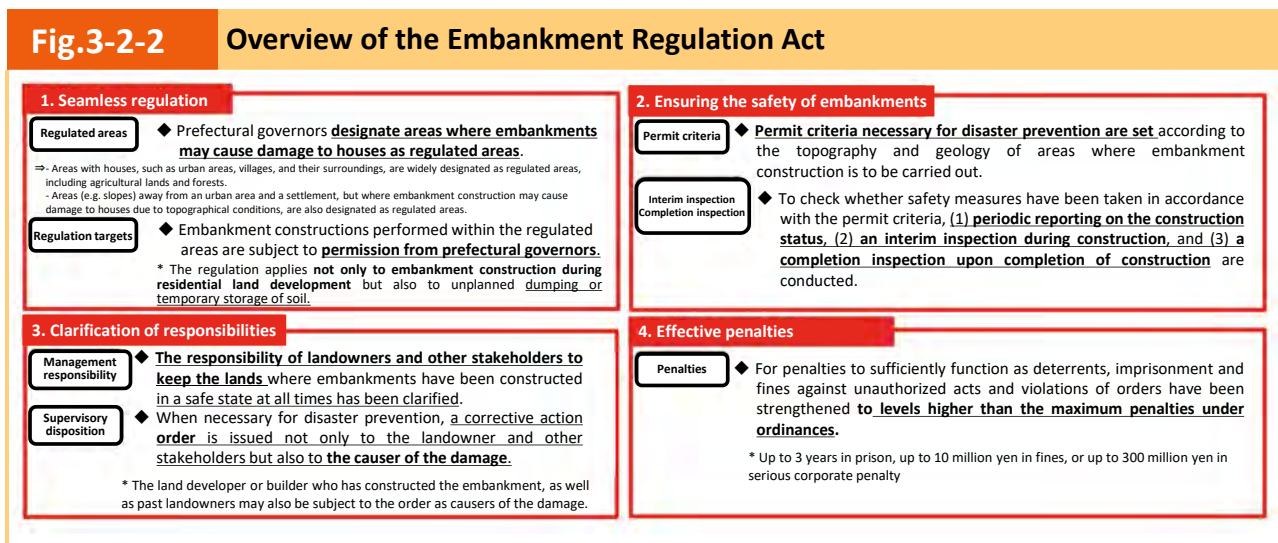 Fig.3-2-2
Overview of the Embankment Regulation Act
1. Seamless regulation
Regulated areas
◆ Prefectural governors designate areas where embankments
may cause damage to houses as regulated areas.
⇒- Areas with houses, such as urban areas, villages, and their surroundings, are widely designated as regulated areas,
including agricultural lands and forests.
- Areas (e.g. slopes) away from an urban area and a settlement, but where embankment construction may cause
damage to houses due to topographical conditions, are also designated as regulated areas.
Regulation targets
◆ Embankment constructions performed within the regulated
areas are subject to permission from prefectural governors.
* The regulation applies not only to embankment construction during
residential land development but also to unplanned dumping or
temporary storage of soil.
2. Ensuring the safety of embankments
Permit criteria
◆ Permit criteria necessary for disaster prevention are set according to
the topography and geology of areas where embankment
construction is to be carried out.
Interim inspection
Completion inspection
◆ To check whether safety measures have been taken in accordance
with the permit criteria, (1) periodic reporting on the construction
status, (2) an interim inspection during construction, and (3) a
completion inspection upon completion of construction are
conducted.
3. Clarification of responsibilities
Management
responsibility
◆ The responsibility of landowners and other stakeholders to
keep the lands where embankments have been constructed
in a safe state at all times has been clarified.
Supervisory
disposition
◆ When necessary for disaster prevention, a corrective action
order is issued not only to the landowner and other
stakeholders but also to the causer of the damage.
* The land developer or builder who has constructed the embankment, as well
as past landowners may also be subject to the order as causers of the damage.
4. Effective penalties
Penalties
◆ For penalties to sufficiently function as deterrents, imprisonment and
fines against unauthorized acts and violations of orders have been
strengthened to levels higher than the maximum penalties under
ordinances.
* Up to 3 years in prison, up to 10 million yen in fines, or up to 300 million yen in
serious corporate penalty